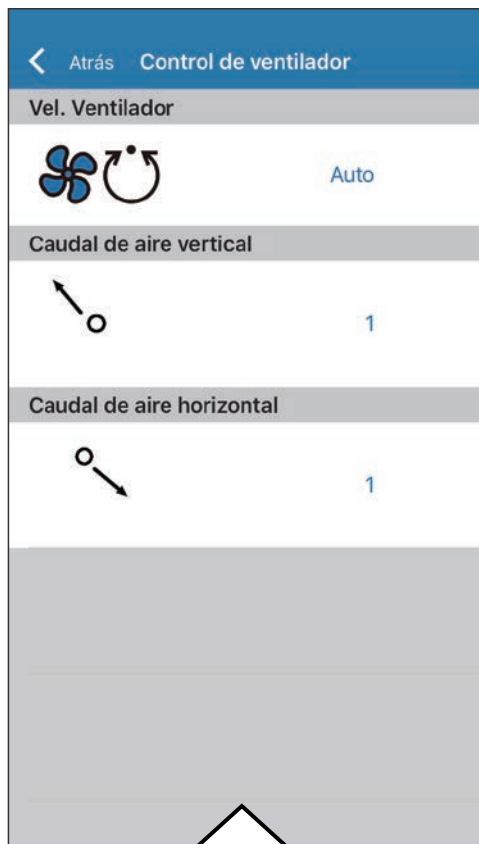 Atrás Control de ventilador
Vel. Ventilador
Auto
Caudal de aire vertical
1
Caudal de aire horizontal
1